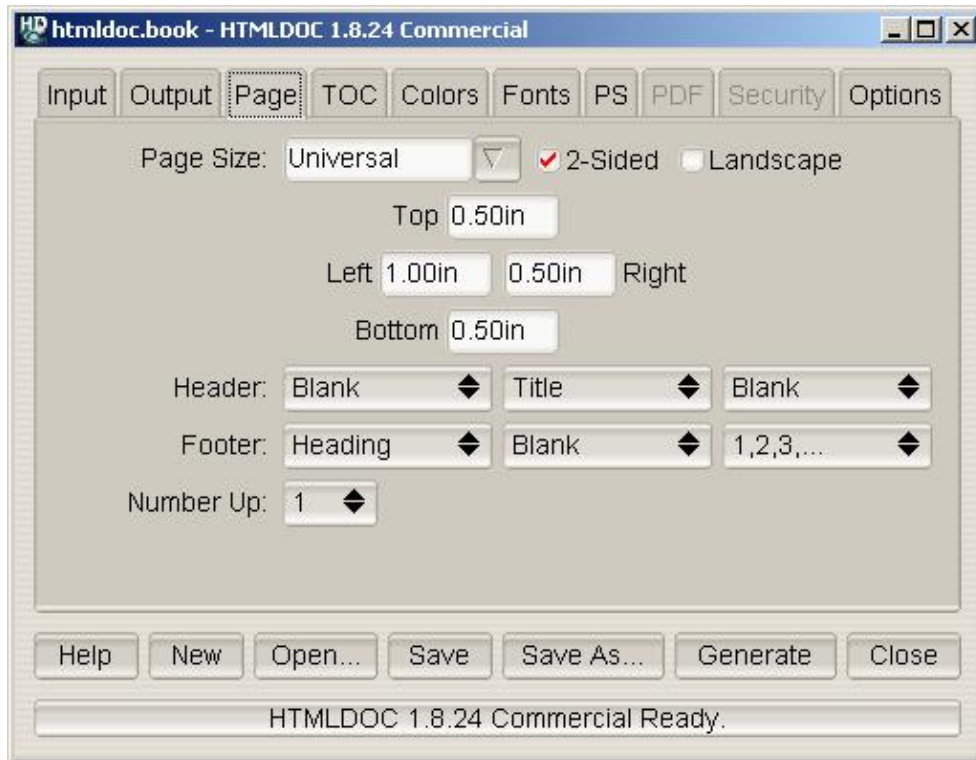 HD htmldoc.book - HTMLDOC 1.8.24 Commercial
Input Output Page TOC Colors Fonts PS PDF Security Options
Page Size: Universal 2-Sided Landscape
Top 0.50in
Left 1.00in 0.50in Right
Bottom 0.50in
Header: Blank Title Blank
Footer: Heading Blank 1,2,3,...
Number Up: 1
Help New Open... Save Save As... Generate Close
HTMLDOC 1.8.24 Commercial Ready.